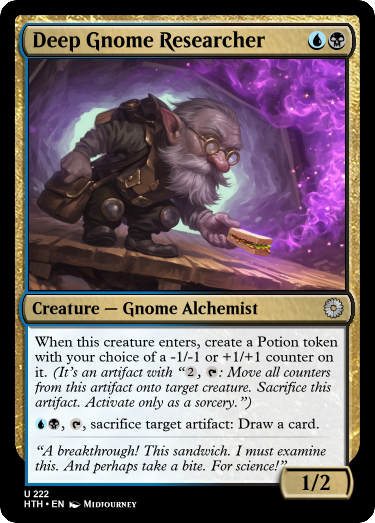 Deep Gnome Researcher
Creature — Gnome Alchemist
When this creature enters, create a Potion token
with your choice of a -1/-1 or +1/+1 counter on
it. (It's an artifact with “2, : Move all counters
from this artifact onto target creature. Sacrifice this
artifact. Activate only as a sorcery.”)
, , sacrifice target artifact: Draw a card.
“A breakthrough! This sandwich. I must examine
this. And perhaps take a bite. For science!”
1/2
U 222
HTH • EN Midjourney